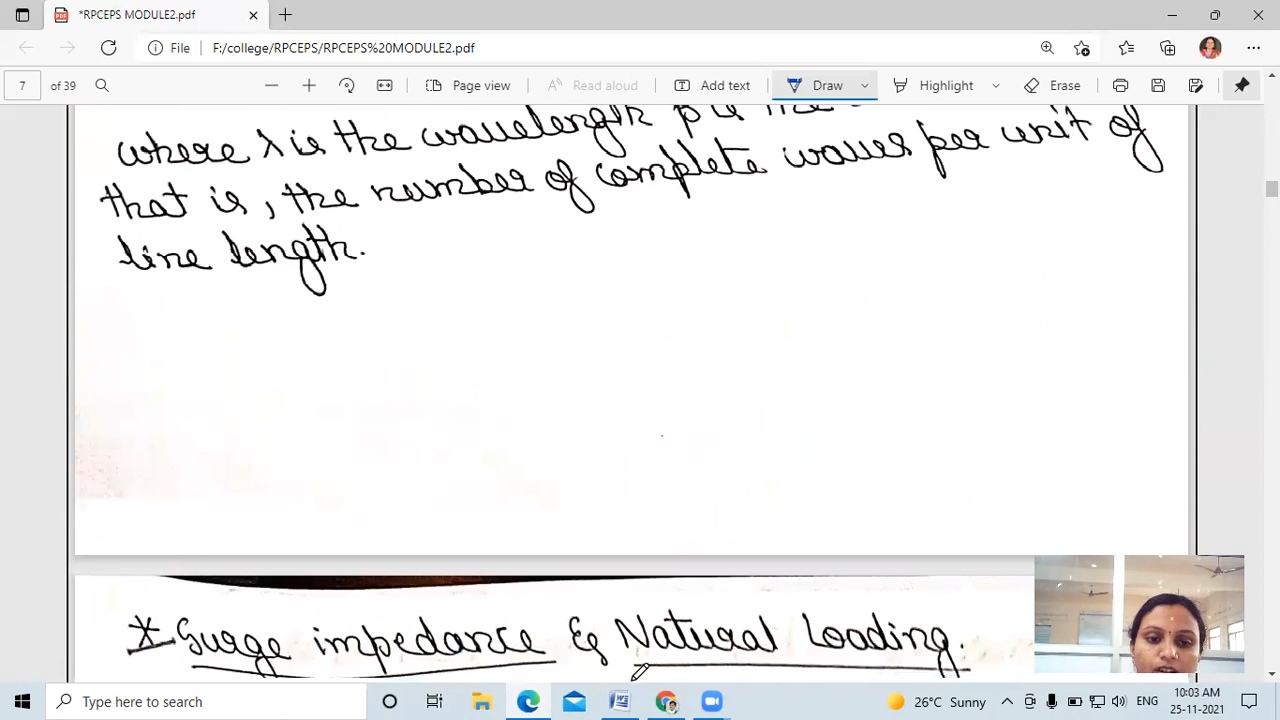 *RPCEPS MODULE2.pdf
File
F:/college/RPCEPS/RPCEPS%20MODULE2.pdf
7 of 39
Page view
Read aloud
Add text
Draw
Highlight
Erase
where λ is the wavelength β is the
that is, the number of complete waves per unit of
line length.
* Surge impedance & Natural Loading.
Type here to search
26°C Sunny
ENG
10:03 AM
25-11-2021